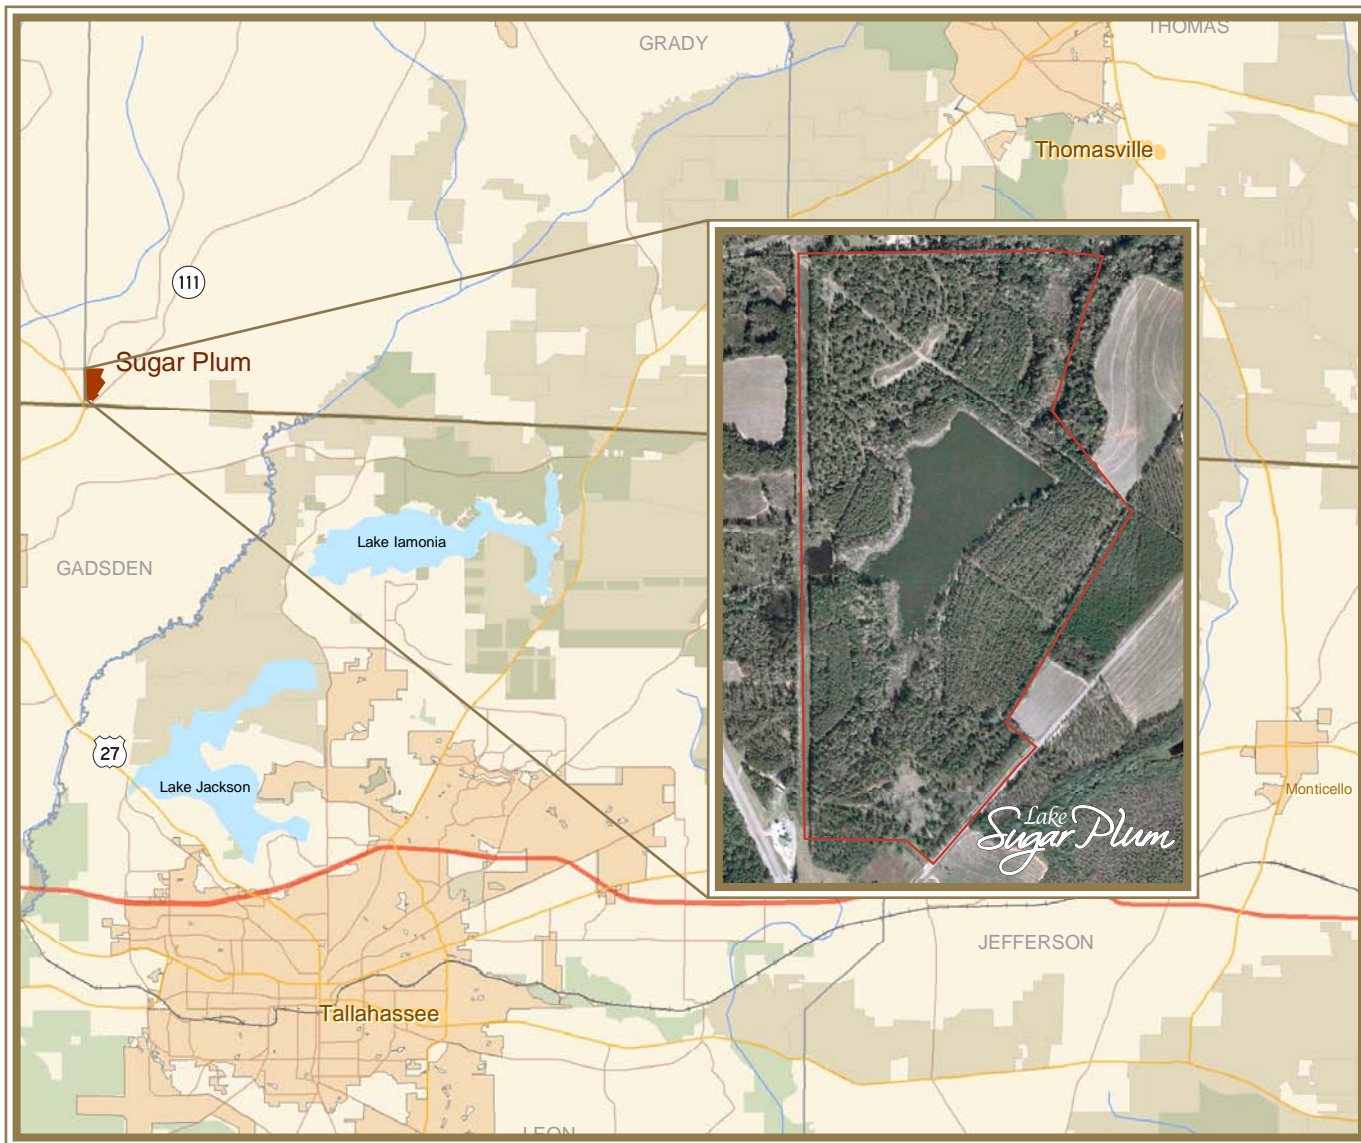 GRADY
THOMAS
Thomasville
111
Sugar Plum
Lake Iamonia
GADSDEN
27
Lake Jackson
Monticello
Lake
Sugar Plum
JEFFERSON
Tallahassee
LEON